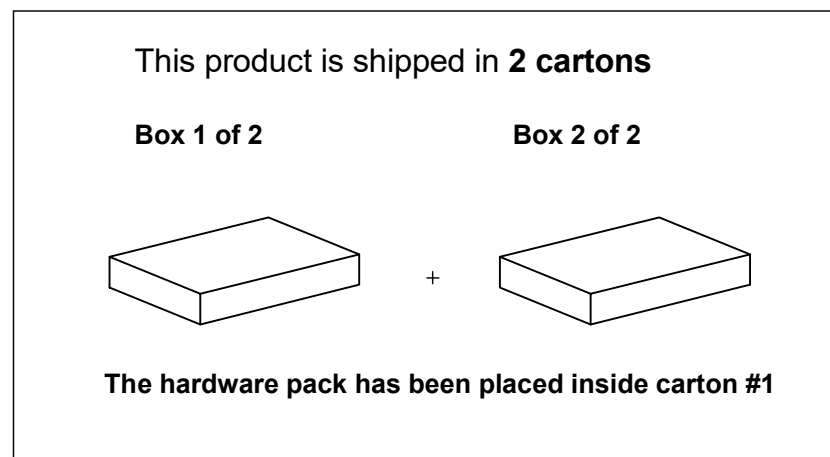 This product is shipped in 2 cartons
Box 1 of 2 Box 2 of 2
+
The hardware pack has been placed inside carton #1